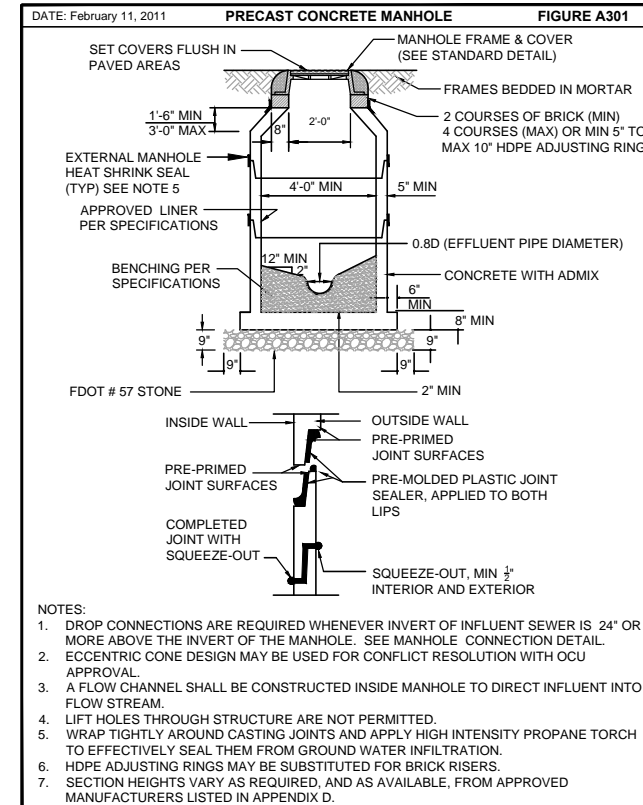 DATE: February 11, 2011 PRECAST CONCRETE MANHOLE FIGURE A301
SET COVERS FLUSH IN
PAVED AREAS
MANHOLE FRAME & COVER
(SEE STANDARD DETAIL)
FRAMES BEDDED IN MORTAR
1'-6" MIN
3'-0" MAX
8"
2'-0"
2 COURSES OF BRICK (MIN)
4 COURSES (MAX) OR MIN 5" TO
MAX 10" HDPE ADJUSTING RING
EXTERNAL MANHOLE
HEAT SHRINK SEAL
(TYP) SEE NOTE 5
4'-0" MIN
5" MIN
APPROVED LINER
PER SPECIFICATIONS
0.8D (EFFLUENT PIPE DIAMETER)
12" MIN
2"
BENCHING PER
SPECIFICATIONS
CONCRETE WITH ADMIX
6"
MIN
8" MIN
9"
9"
9"
9"
FDOT # 57 STONE
2" MIN
INSIDE WALL
OUTSIDE WALL
PRE-PRIMED
JOINT SURFACES
PRE-PRIMED
JOINT SURFACES
PRE-MOLDED PLASTIC JOINT
SEALER, APPLIED TO BOTH
LIPS
COMPLETED
JOINT WITH
SQUEEZE-OUT
SQUEEZE-OUT, MIN ½"
INTERIOR AND EXTERIOR
NOTES:
1. DROP CONNECTIONS ARE REQUIRED WHENEVER INVERT OF INFLUENT SEWER IS 24" OR
MORE ABOVE THE INVERT OF THE MANHOLE. SEE MANHOLE CONNECTION DETAIL.
2. ECCENTRIC CONE DESIGN MAY BE USED FOR CONFLICT RESOLUTION WITH OCU
APPROVAL.
3. A FLOW CHANNEL SHALL BE CONSTRUCTED INSIDE MANHOLE TO DIRECT INFLUENT INTO
FLOW STREAM.
4. LIFT HOLES THROUGH STRUCTURE ARE NOT PERMITTED.
5. WRAP TIGHTLY AROUND CASTING JOINTS AND APPLY HIGH INTENSITY PROPANE TORCH
TO EFFECTIVELY SEAL THEM FROM GROUND WATER INFILTRATION.
6. HDPE ADJUSTING RINGS MAY BE SUBSTITUTED FOR BRICK RISERS.
7. SECTION HEIGHTS VARY AS REQUIRED, AND AS AVAILABLE, FROM APPROVED
MANUFACTURERS LISTED IN APPENDIX D.